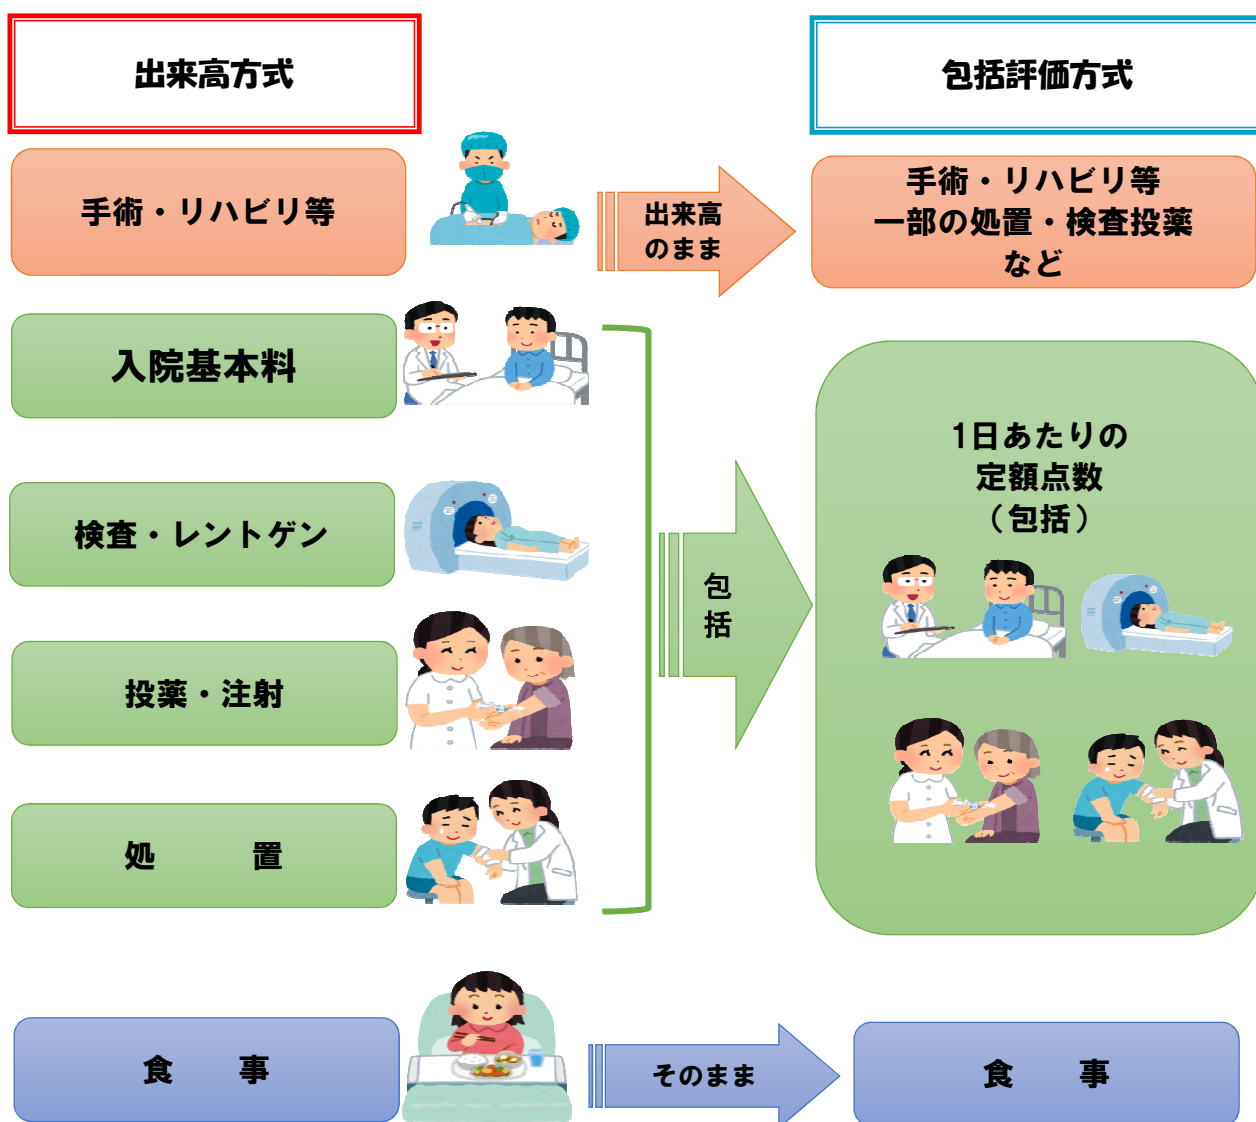 出来高方式
包括評価方式
手術・リハビリ等
出来高
のまま
手術・リハビリ等
一部の処置・検査投薬
など
入院基本料
検査・レントゲン
投薬・注射
処 置
包
括
1日あたりの
定額点数
（包括）
食 事
そのまま
食 事